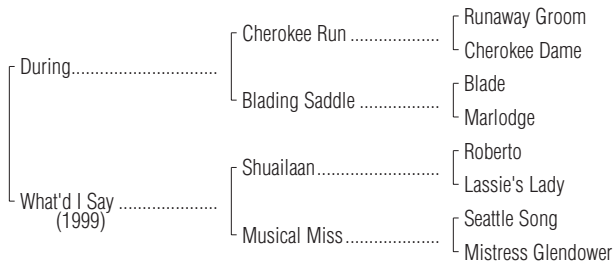 Runaway Groom
Cherokee Run ....................
Cherokee Dame
During.................................
Blade
Blading Saddle ..................
Marlodge
Roberto
Shuailaan............................
Lassie's Lady
What'd I Say ......................
(1999)
Seattle Song
Musical Miss.....................
Mistress Glendower